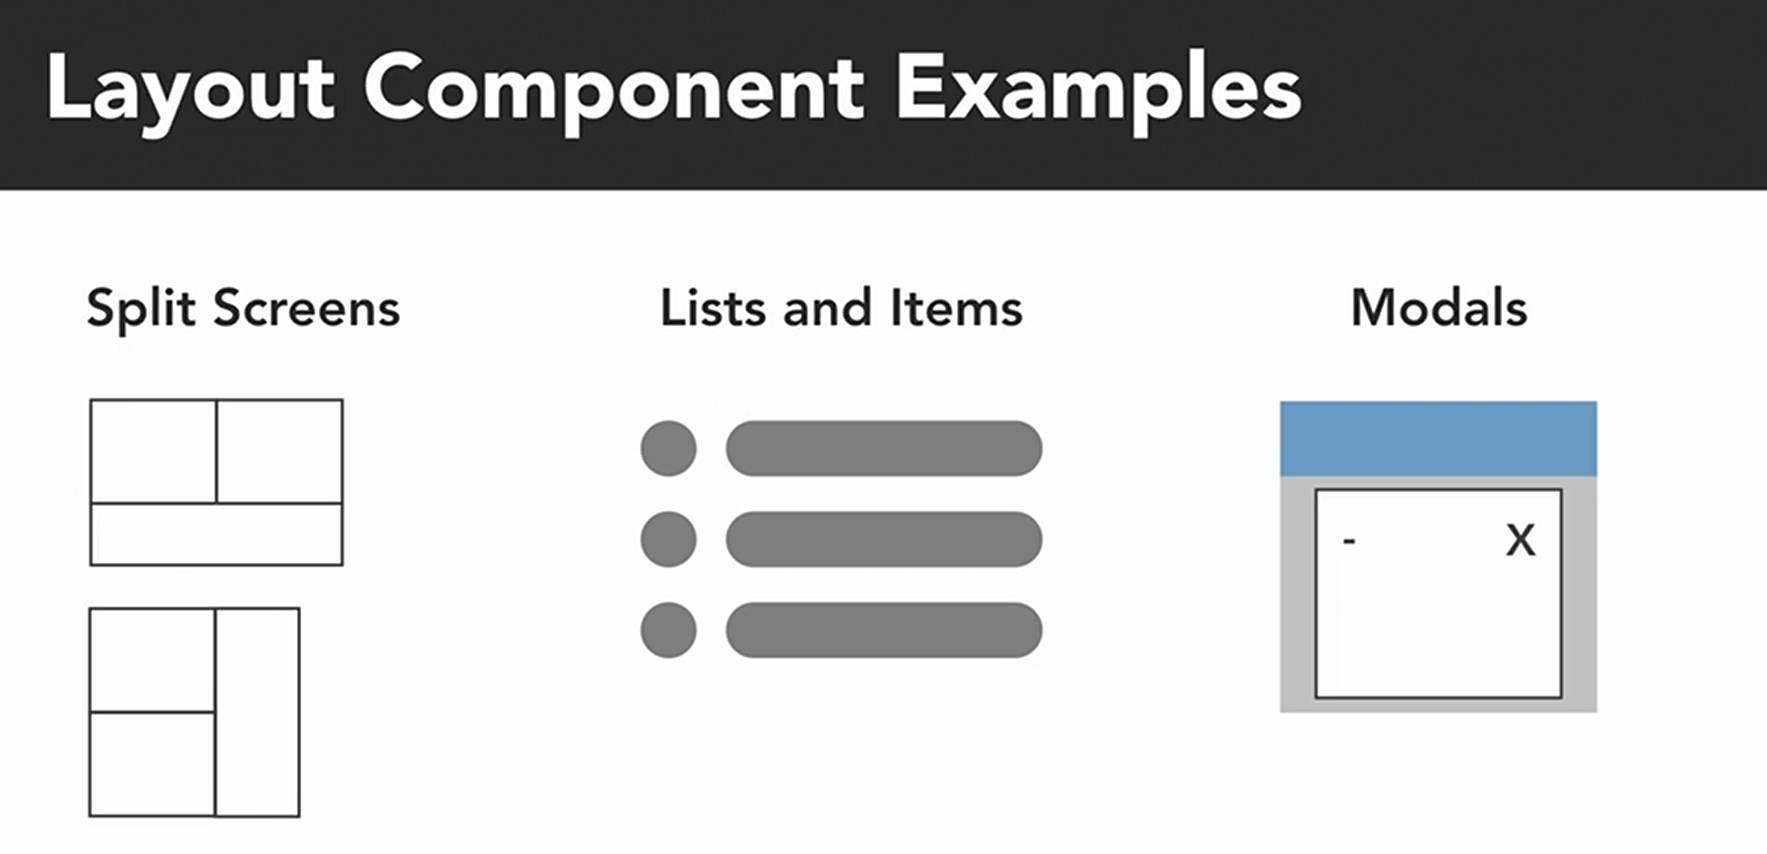 Layout Component Examples
Split Screens
Lists and Items
Modals
- X